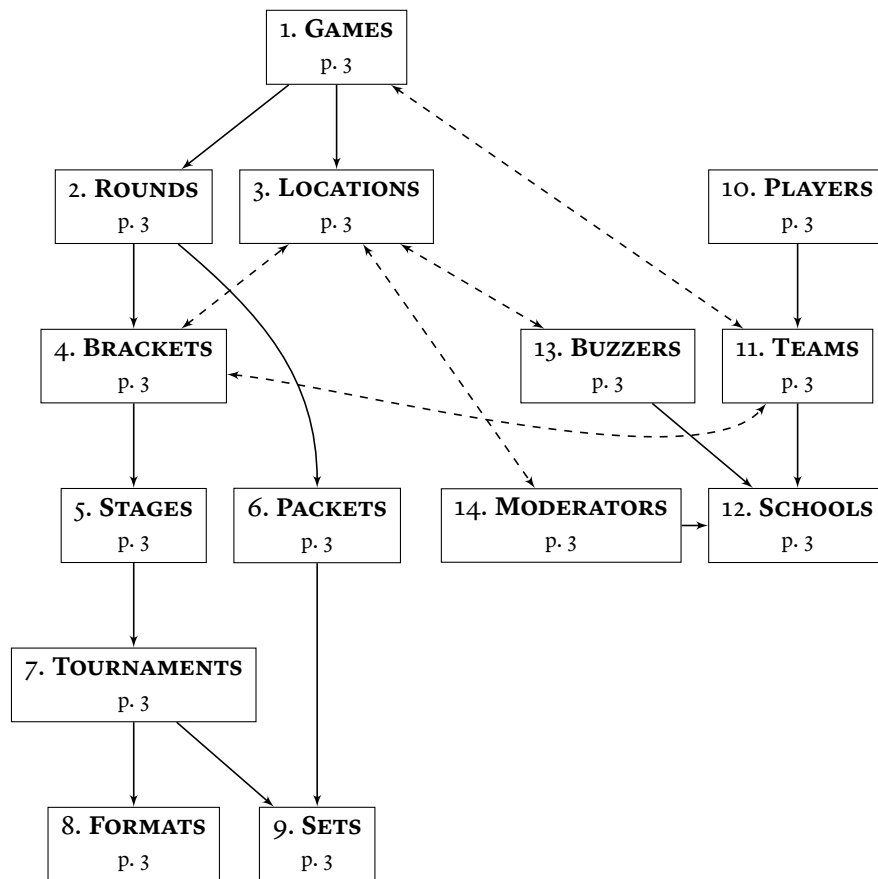 1. GAMES
p. 3
2. ROUNDS
p. 3
3. LOCATIONS
p. 3
10. PLAYERS
p. 3
4. BRACKETS
p. 3
13. BUZZERS
p. 3
11. TEAMS
p. 3
5. STAGES
p. 3
6. PACKETS
p. 3
14. MODERATORS
p. 3
12. SCHOOLS
p. 3
7. TOURNAMENTS
p. 3
8. FORMATS
p. 3
9. SETS
p. 3